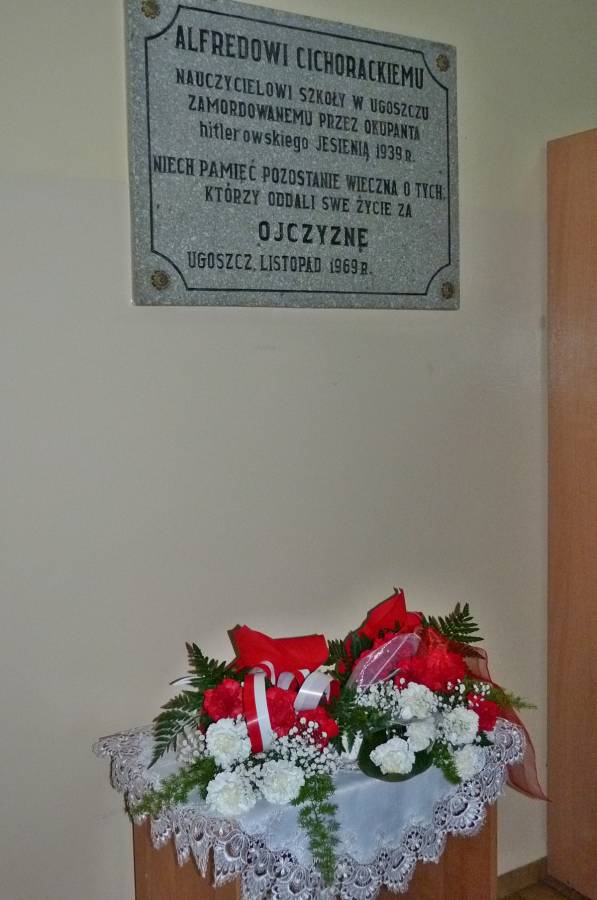 ALFREDOWI CICHORACKIEMU
NAUCZYCIELOWI SZKOŁY W UGOSZCZU
ZAMORDOWANEMU PRZEZ OKUPANTA
hitlerowskiego JESIENIĄ 1939 R.
NIECH PAMIĘĆ POZOSTANIE WIECZNA O TYCH,
KTÓRZY ODDALI SWE ŻYCIE ZA
OJCZYZNĘ
UGOSZCZ, LISTOPAD 1969 R.